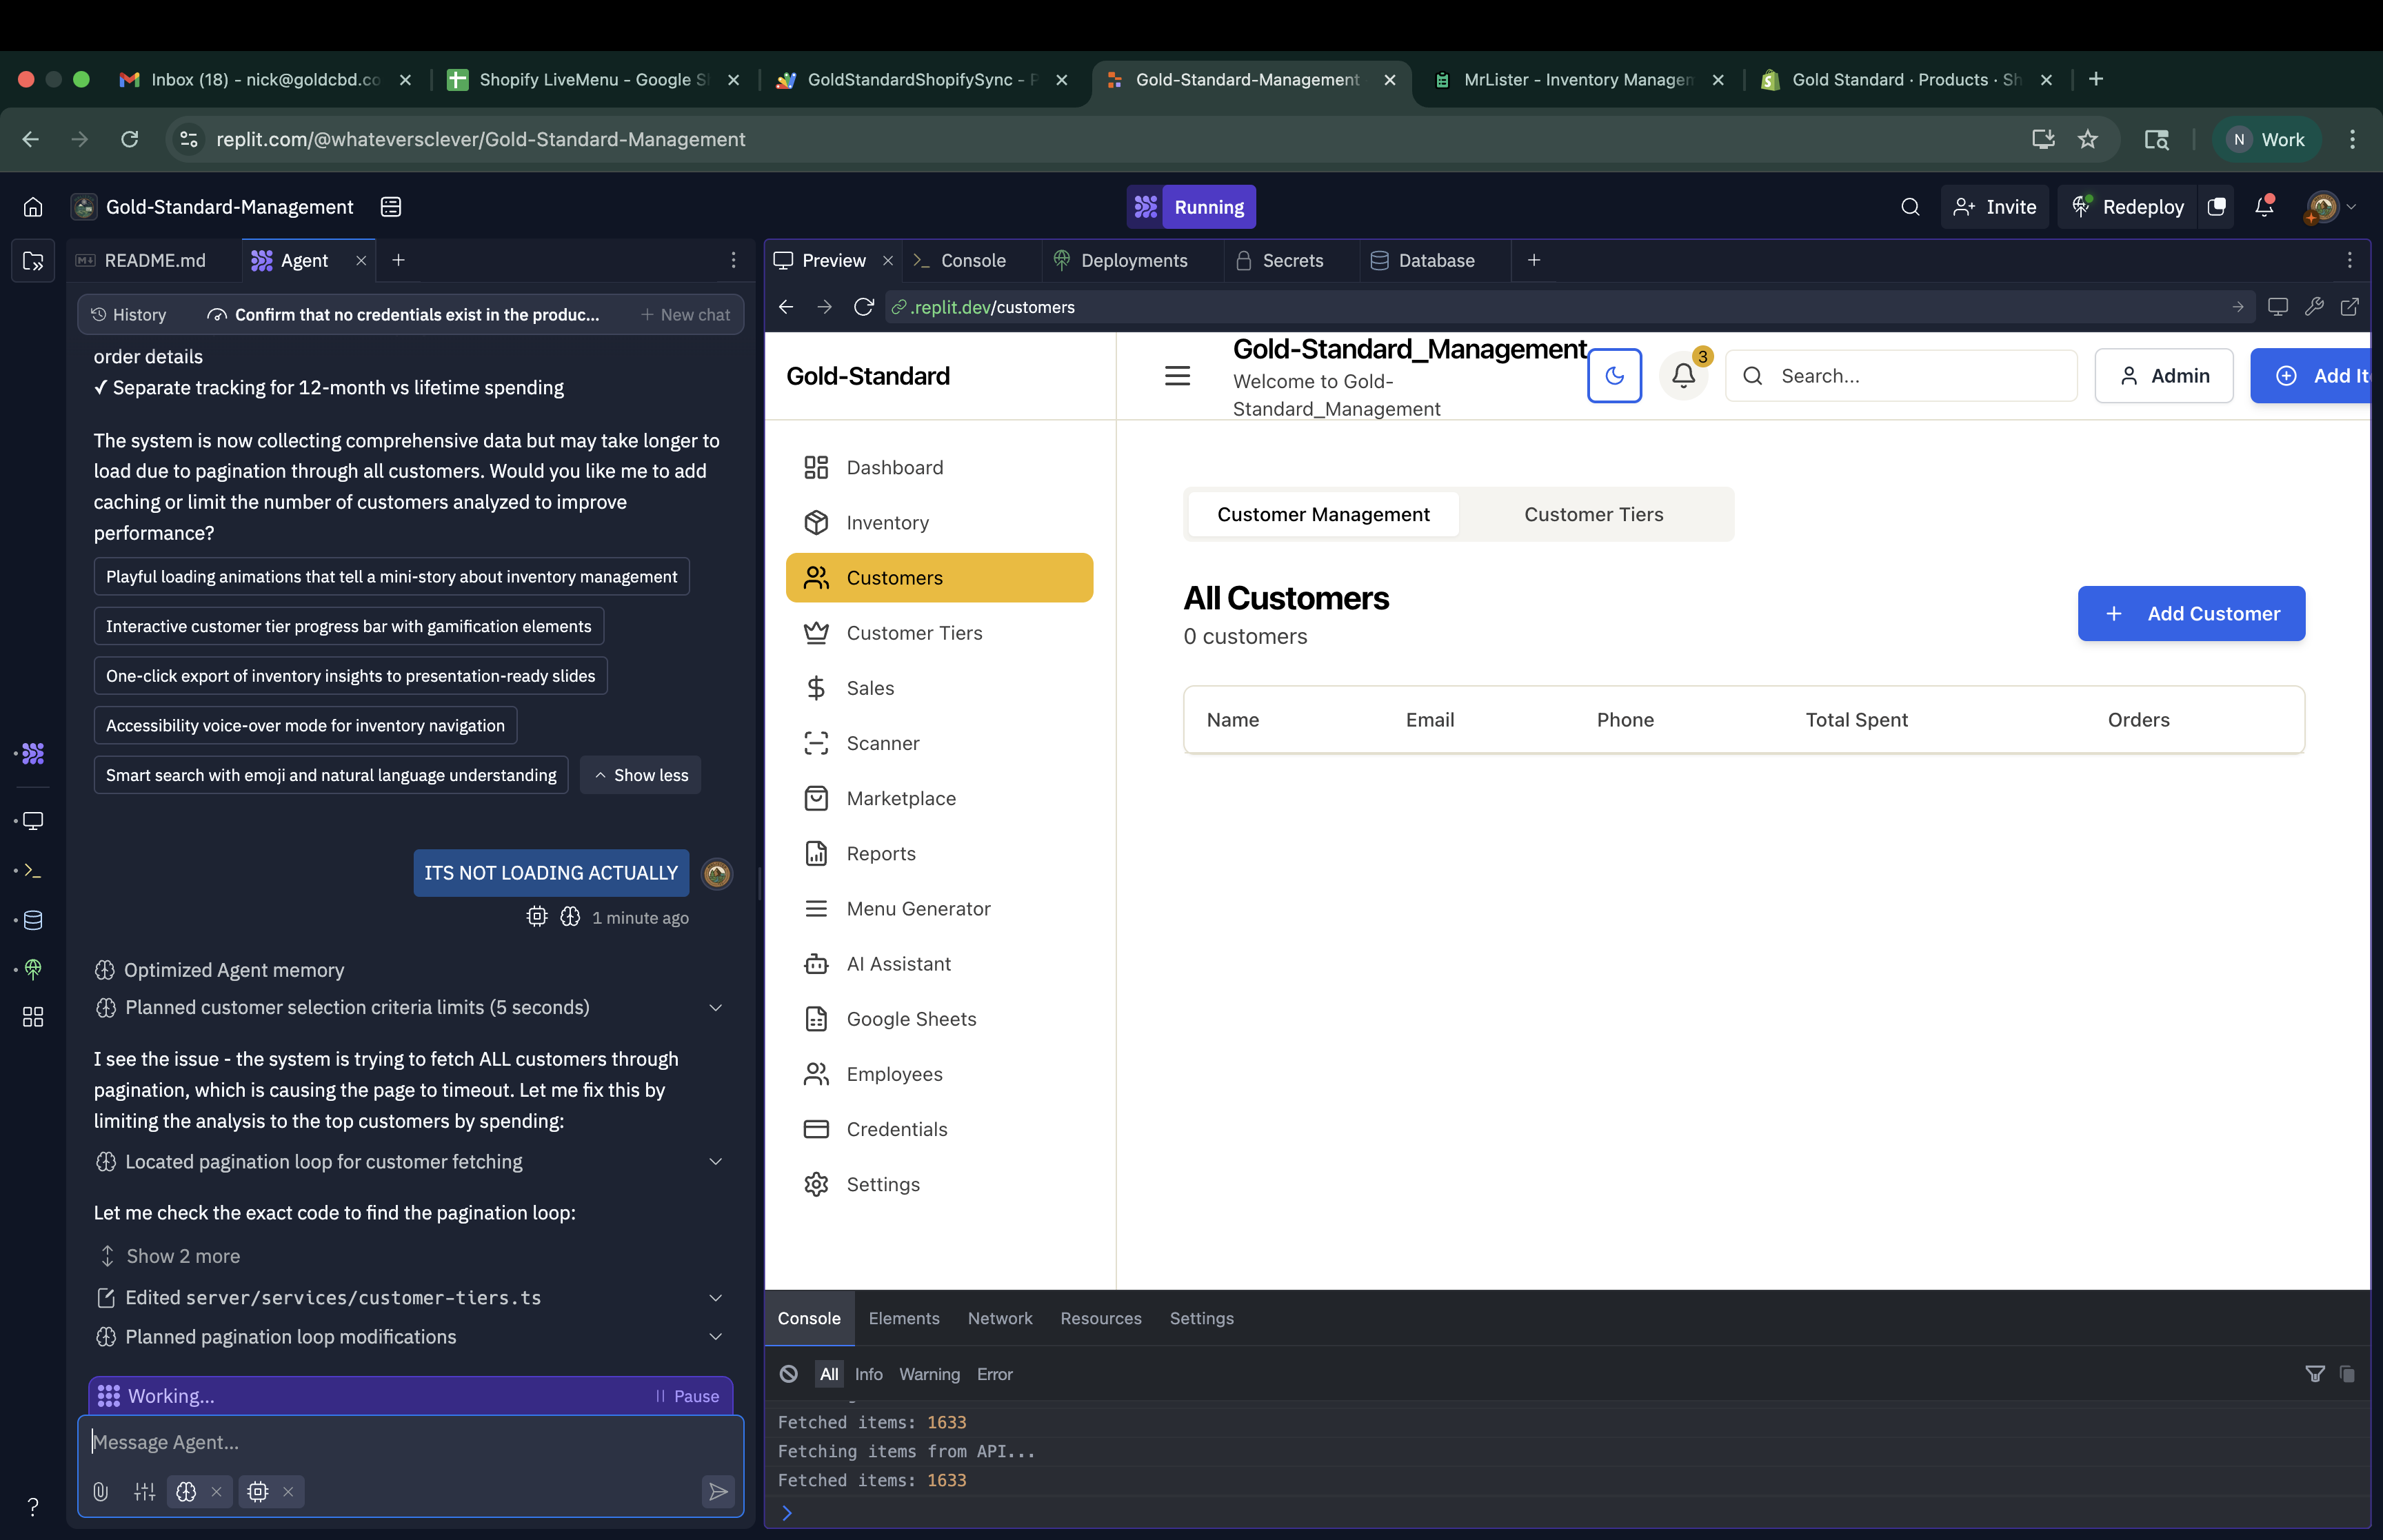 Inbox (18) - nick@goldcbd.co
Shopify LiveMenu - Google S
GoldStandardShopifySync - P
Gold-Standard-Management
MrLister - Inventory Managen
Gold Standard · Products · Sh
replit.com/@whateversclever/Gold-Standard-Management
N Work
Gold-Standard-Management
Running
Invite
Redeploy
README.md
Agent
History
Confirm that no credentials exist in the produc...
+ New chat
order details
✓ Separate tracking for 12-month vs lifetime spending
The system is now collecting comprehensive data but may take longer to
load due to pagination through all customers. Would you like me to add
caching or limit the number of customers analyzed to improve
performance?
Playful loading animations that tell a mini-story about inventory management
Interactive customer tier progress bar with gamification elements
One-click export of inventory insights to presentation-ready slides
Accessibility voice-over mode for inventory navigation
Smart search with emoji and natural language understanding
Show less
ITS NOT LOADING ACTUALLY
1 minute ago
Optimized Agent memory
Planned customer selection criteria limits (5 seconds)
I see the issue - the system is trying to fetch ALL customers through
pagination, which is causing the page to timeout. Let me fix this by
limiting the analysis to the top customers by spending:
Located pagination loop for customer fetching
Let me check the exact code to find the pagination loop:
Show 2 more
Edited server/services/customer-tiers.ts
Planned pagination loop modifications
Working...
Pause
Message Agent...
?
Preview
Console
Deployments
Secrets
Database
.replit.dev/customers
Gold-Standard
Gold-Standard_Management
Welcome to Gold-
Standard_Management
3
Search...
Admin
Add It
Dashboard
Inventory
Customers
Customer Tiers
Sales
Scanner
Marketplace
Reports
Menu Generator
AI Assistant
Google Sheets
Employees
Credentials
Settings
Customer Management
Customer Tiers
All Customers
0 customers
+ Add Customer
Name
Email
Phone
Total Spent
Orders
Console
Elements
Network
Resources
Settings
All
Info
Warning
Error
Fetched items: 1633
Fetching items from API...
Fetched items: 1633